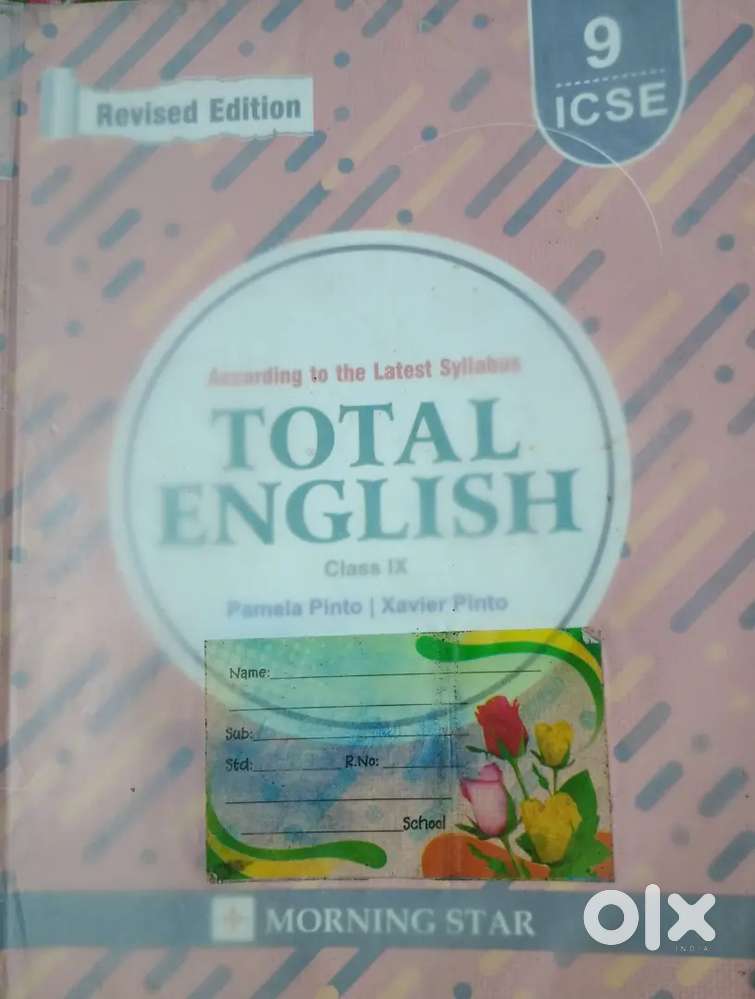 9
ICSE
Revised Edition
According to the Latest Syllabus
TOTAL
ENGLISH
Class IX
Pamela Pinto | Xavier Pinto
Name:
Sub:
Std: R.No:
School
MORNING STAR
olx
INDIA